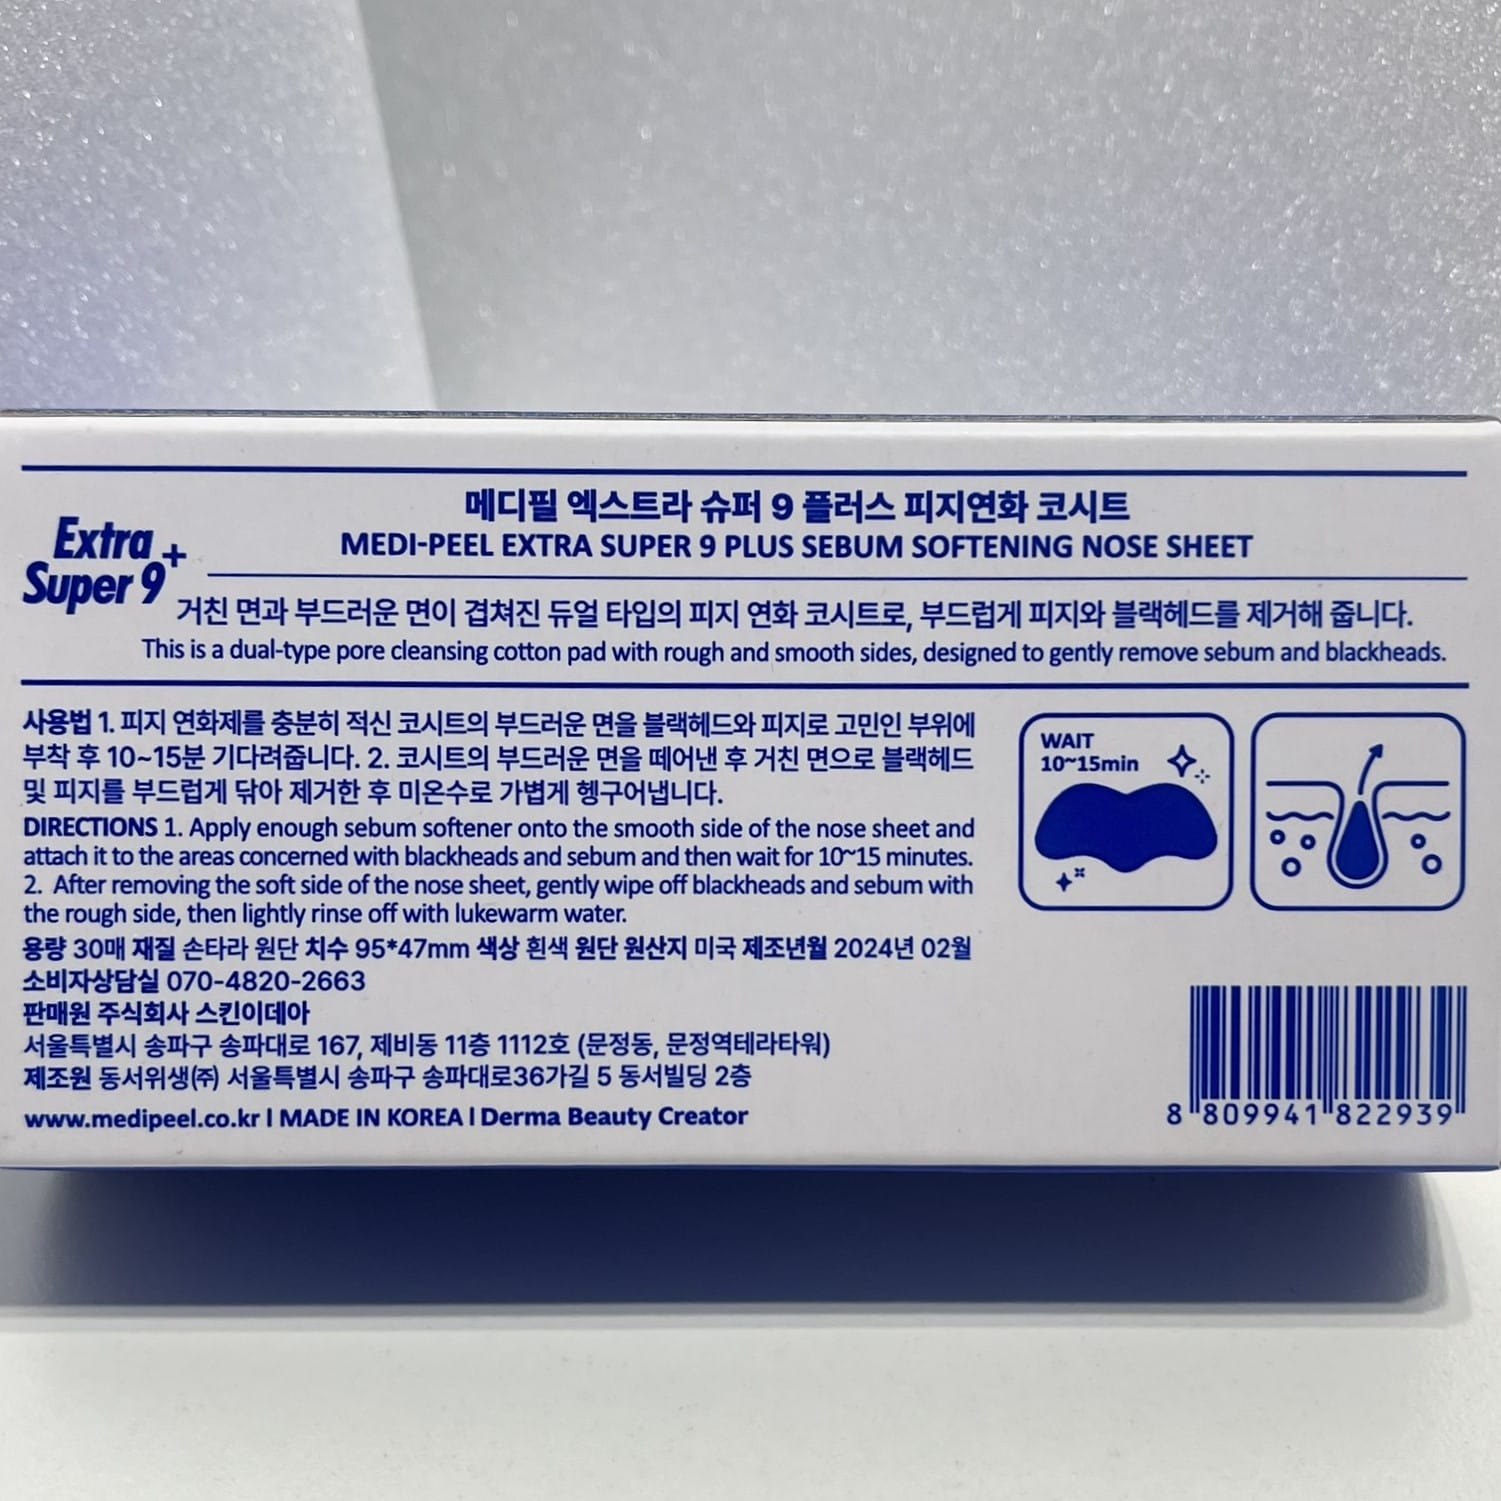 Extra
Super 9+
메디필 엑스트라 슈퍼 9 플러스 피지연화 코시트
MEDI-PEEL EXTRA SUPER 9 PLUS SEBUM SOFTENING NOSE SHEET
거친 면과 부드러운 면이 겹쳐진 듀얼 타입의 피지 연화 코시트로, 부드럽게 피지와 블랙헤드를 제거해 줍니다.
This is a dual-type pore cleansing cotton pad with rough and smooth sides, designed to gently remove sebum and blackheads.
사용법 1. 피지 연화제를 충분히 적신 코시트의 부드러운 면을 블랙헤드와 피지로 고민인 부위에
부착 후 10~15분 기다려줍니다. 2. 코시트의 부드러운 면을 떼어낸 후 거친 면으로 블랙헤드
및 피지를 부드럽게 닦아 제거한 후 미온수로 가볍게 헹구어냅니다.
DIRECTIONS 1. Apply enough sebum softener onto the smooth side of the nose sheet and
attach it to the areas concerned with blackheads and sebum and then wait for 10~15 minutes.
2. After removing the soft side of the nose sheet, gently wipe off blackheads and sebum with
the rough side, then lightly rinse off with lukewarm water.
용량 30매 재질 손타라 원단 치수 95*47mm 색상 흰색 원단 원산지 미국 제조년월 2024년 02월
소비자상담실 070-4820-2663
판매원 주식회사 스킨이데아
서울특별시 송파구 송파대로 167, 제비동 11층 1112호 (문정동, 문정역테라타워)
제조원 동서위생(주) 서울특별시 송파구 송파대로36가길 5 동서빌딩 2층
www.medipeel.co.kr l MADE IN KOREA l Derma Beauty Creator
WAIT
10~15min
8 809941 822939